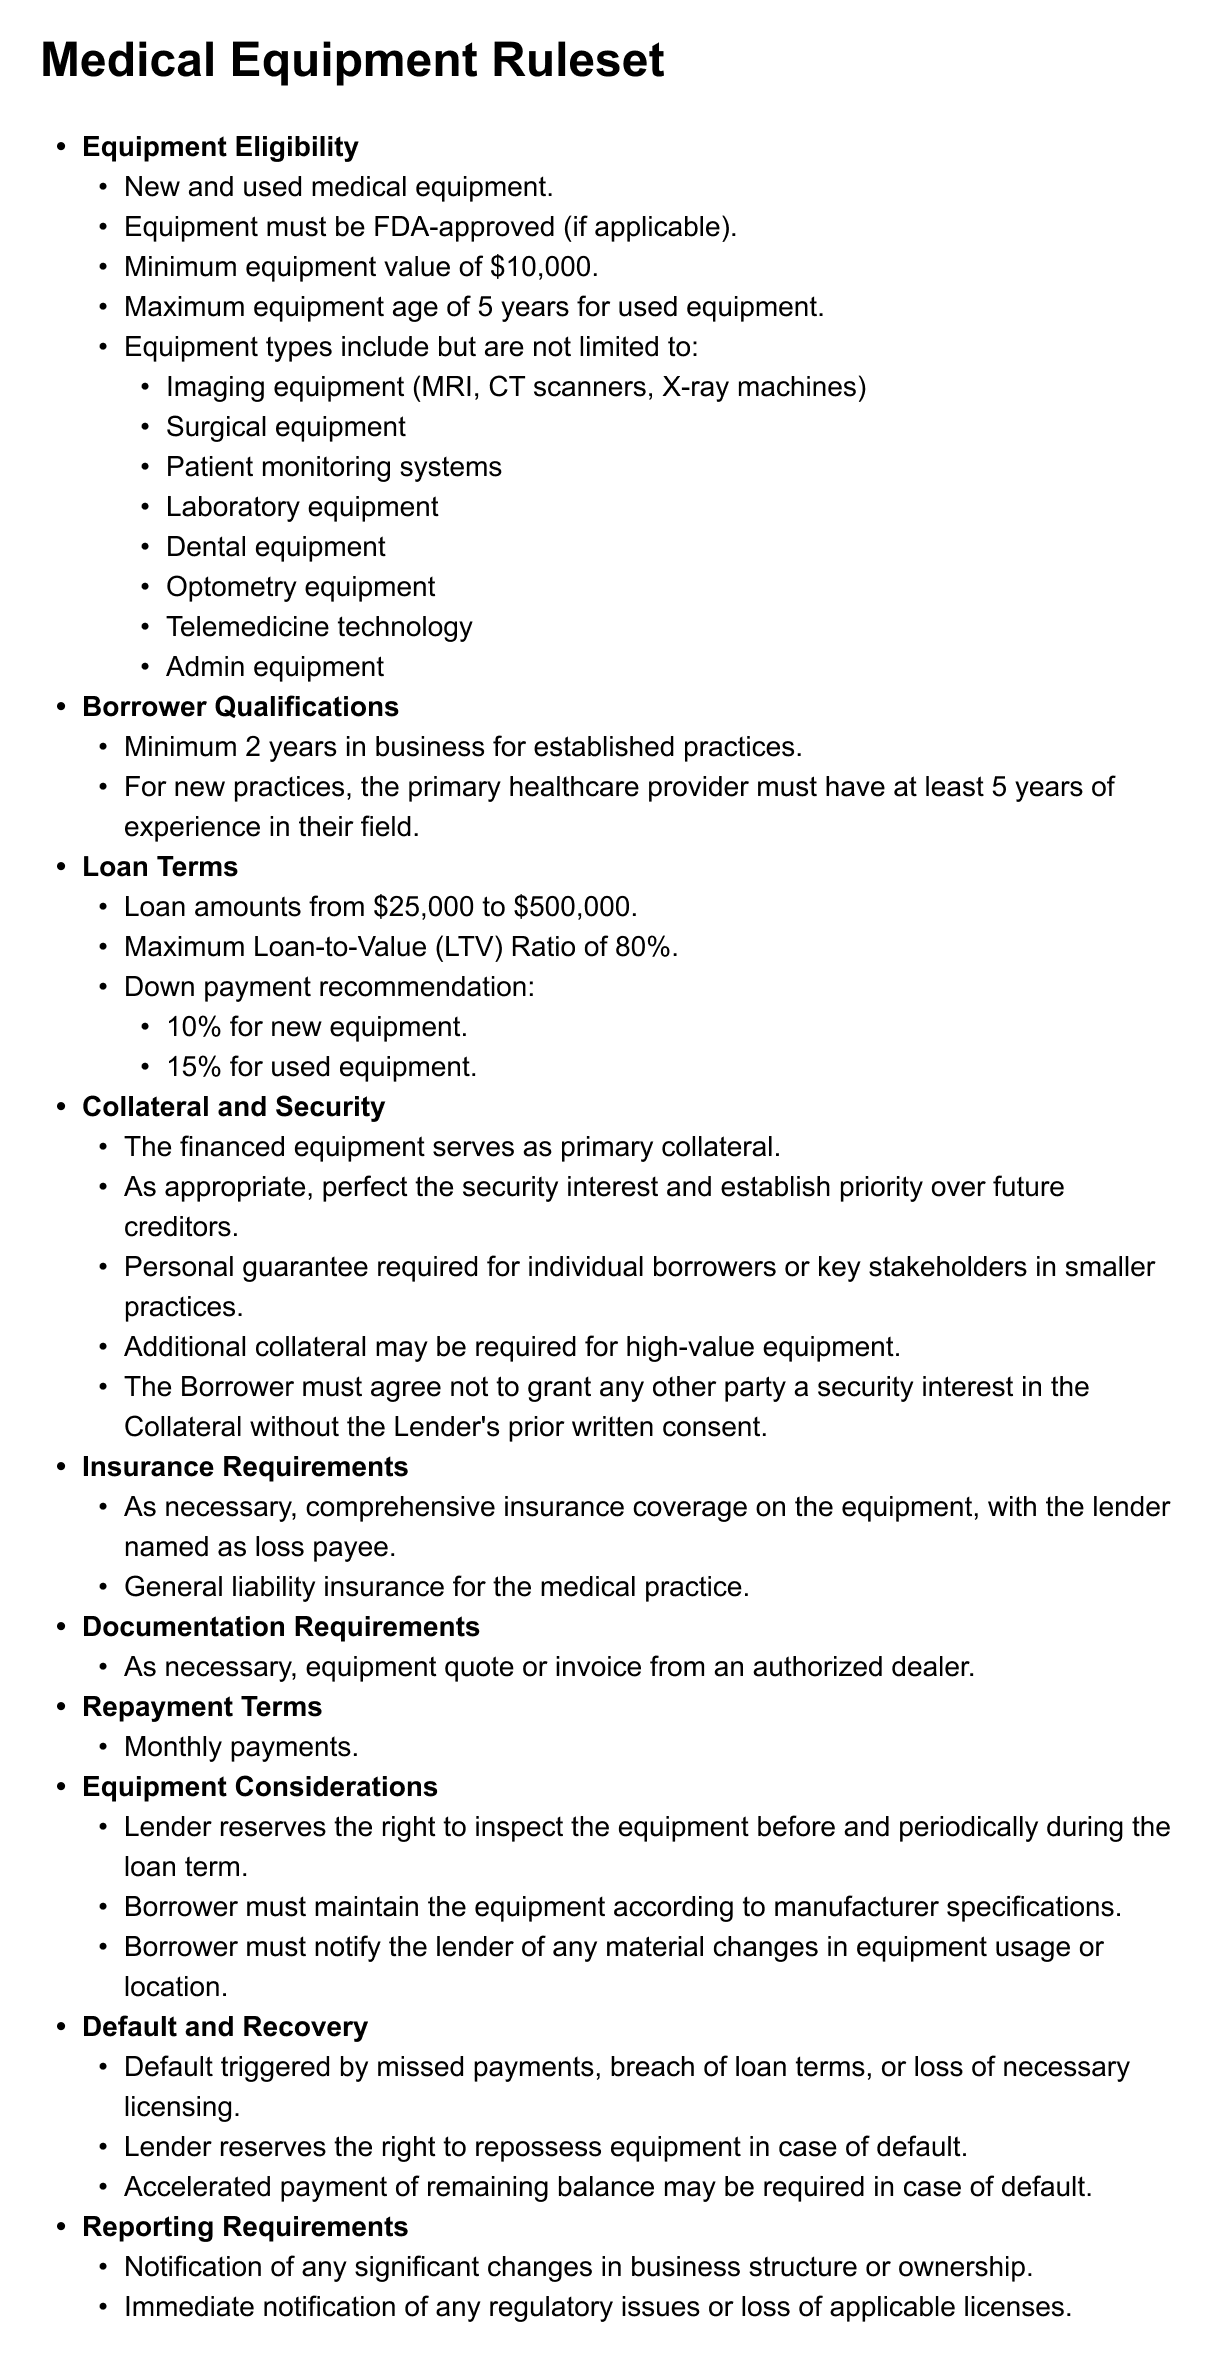 Medical Equipment Ruleset
• Equipment Eligibility
• New and used medical equipment.
• Equipment must be FDA-approved (if applicable).
• Minimum equipment value of $10,000.
• Maximum equipment age of 5 years for used equipment.
• Equipment types include but are not limited to:
• Imaging equipment (MRI, CT scanners, X-ray machines)
• Surgical equipment
• Patient monitoring systems
• Laboratory equipment
• Dental equipment
• Optometry equipment
• Telemedicine technology
• Admin equipment
• Borrower Qualifications
• Minimum 2 years in business for established practices.
• For new practices, the primary healthcare provider must have at least 5 years of
experience in their field.
• Loan Terms
• Loan amounts from $25,000 to $500,000.
• Maximum Loan-to-Value (LTV) Ratio of 80%.
• Down payment recommendation:
• 10% for new equipment.
• 15% for used equipment.
• Collateral and Security
• The financed equipment serves as primary collateral.
• As appropriate, perfect the security interest and establish priority over future
creditors.
• Personal guarantee required for individual borrowers or key stakeholders in smaller
practices.
• Additional collateral may be required for high-value equipment.
• The Borrower must agree not to grant any other party a security interest in the
Collateral without the Lender's prior written consent.
• Insurance Requirements
• As necessary, comprehensive insurance coverage on the equipment, with the lender
named as loss payee.
• General liability insurance for the medical practice.
• Documentation Requirements
• As necessary, equipment quote or invoice from an authorized dealer.
• Repayment Terms
• Monthly payments.
• Equipment Considerations
• Lender reserves the right to inspect the equipment before and periodically during the
loan term.
• Borrower must maintain the equipment according to manufacturer specifications.
• Borrower must notify the lender of any material changes in equipment usage or
location.
• Default and Recovery
• Default triggered by missed payments, breach of loan terms, or loss of necessary
licensing.
• Lender reserves the right to repossess equipment in case of default.
• Accelerated payment of remaining balance may be required in case of default.
• Reporting Requirements
• Notification of any significant changes in business structure or ownership.
• Immediate notification of any regulatory issues or loss of applicable licenses.